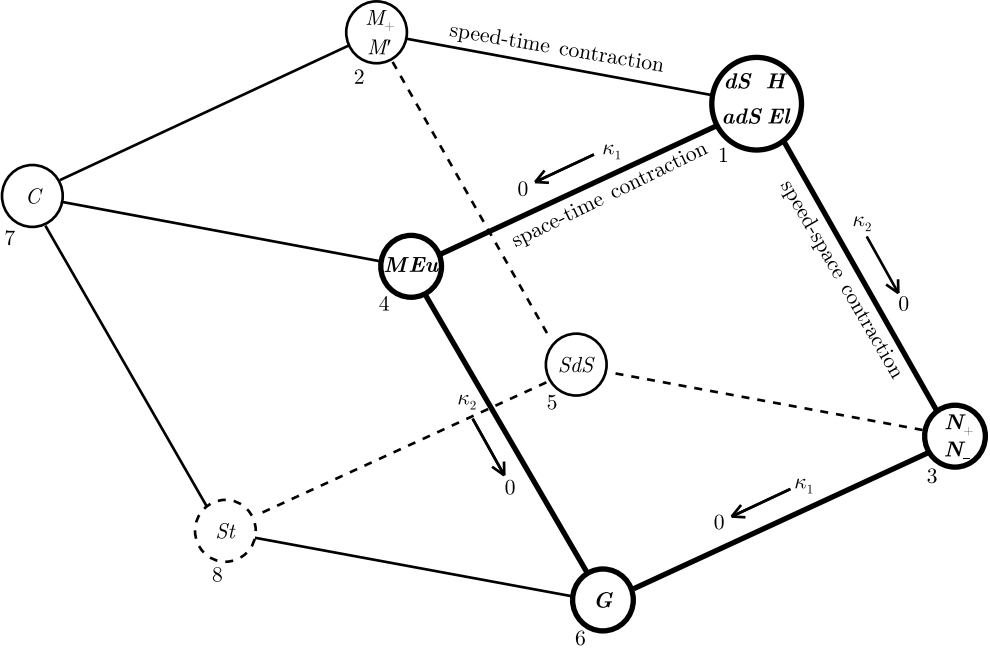 M₊
M'
2
speed-time contraction
dS H
adS El
1
κ₁
0
space-time contraction
C
7
M Eu
4
speed-space contraction
κ₂
0
SdS
5
κ₂
0
N₊
N₋
3
κ₁
0
St
8
G
6